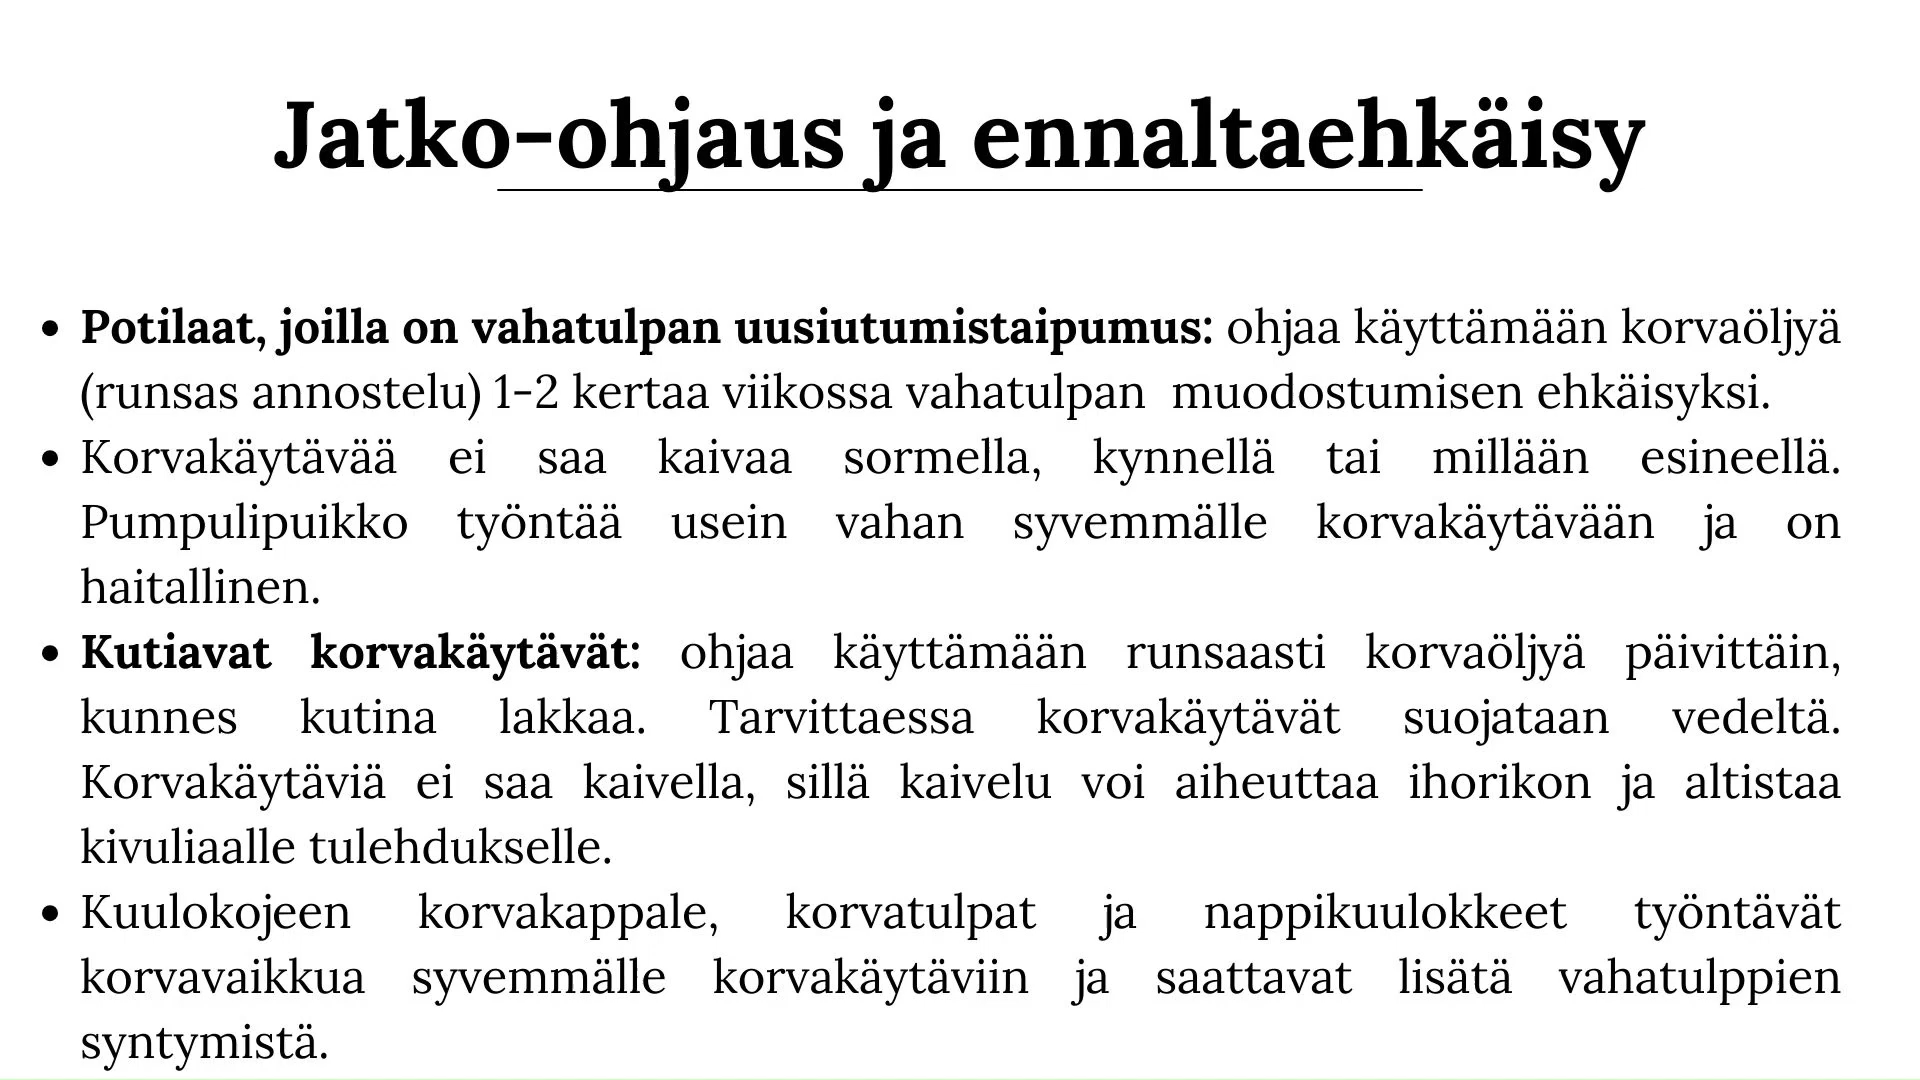 Jatko-ohjaus ja ennaltaehkäisy
• Potilaat, joilla on vahatulpan uusiutumistaipumus: ohjaa käyttämään korvaöljyä
(runsas annostelu) 1-2 kertaa viikossa vahatulpan  muodostumisen ehkäisyksi.
• Korvakäytävää ei saa kaivaa sormella, kynnellä tai millään esineellä.
Pumpulipuikko työntää usein vahan syvemmälle korvakäytävään ja on
haitallinen.
• Kutiavat korvakäytävät: ohjaa käyttämään runsaasti korvaöljyä päivittäin,
kunnes kutina lakkaa. Tarvittaessa korvakäytävät suojataan vedeltä.
Korvakäytäviä ei saa kaivella, sillä kaivelu voi aiheuttaa ihorikon ja altistaa
kivuliaalle tulehdukselle.
• Kuulokojeen korvakappale, korvatulpat ja nappikuulokkeet työntävät
korvavaikkua syvemmälle korvakäytäviin ja saattavat lisätä vahatulppien
syntymistä.